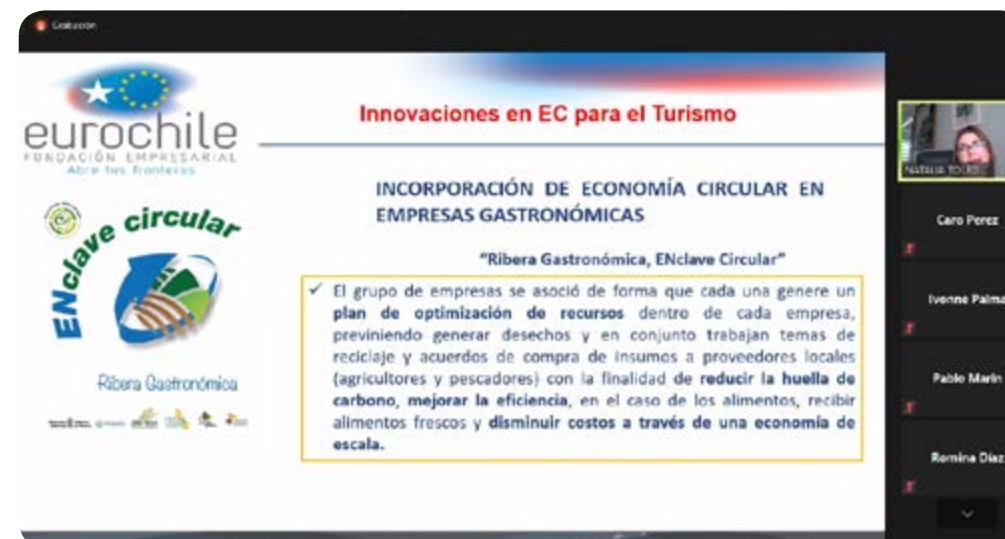 Grabación
eurochile
FUNDACIÓN EMPRESARIAL
Abre tus fronteras
Innovaciones en EC para el Turismo
ENclave circular
Ribera Gastronómica
INCORPORACIÓN DE ECONOMÍA CIRCULAR EN
EMPRESAS GASTRONÓMICAS
"Ribera Gastronómica, ENclave Circular"
✓ El grupo de empresas se asoció de forma que cada una genere un
plan de optimización de recursos dentro de cada empresa,
previniendo generar desechos y en conjunto trabajan temas de
reciclaje y acuerdos de compra de insumos a proveedores locales
(agricultores y pescadores) con la finalidad de reducir la huella de
carbono, mejorar la eficiencia, en el caso de los alimentos, recibir
alimentos frescos y disminuir costos a través de una economía de
escala.
NATALIA
Caro Perez
Ivonne Palma
Pablo Marin
Romina Díaz